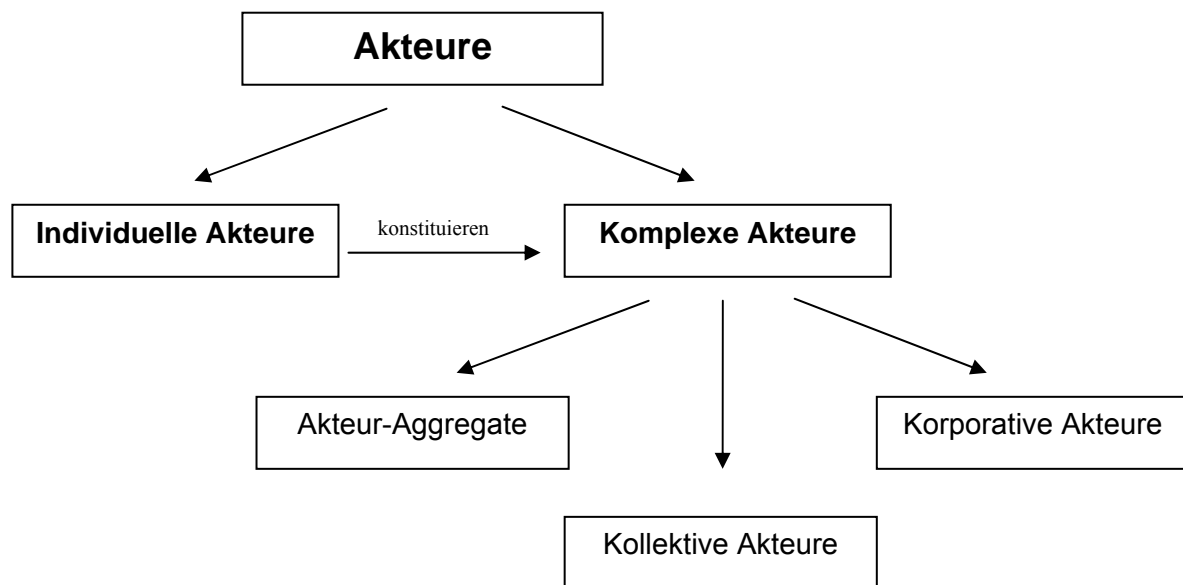 Akteure
Individuelle Akteure
konstituieren
Komplexe Akteure
Akteur-Aggregate
Korporative Akteure
Kollektive Akteure